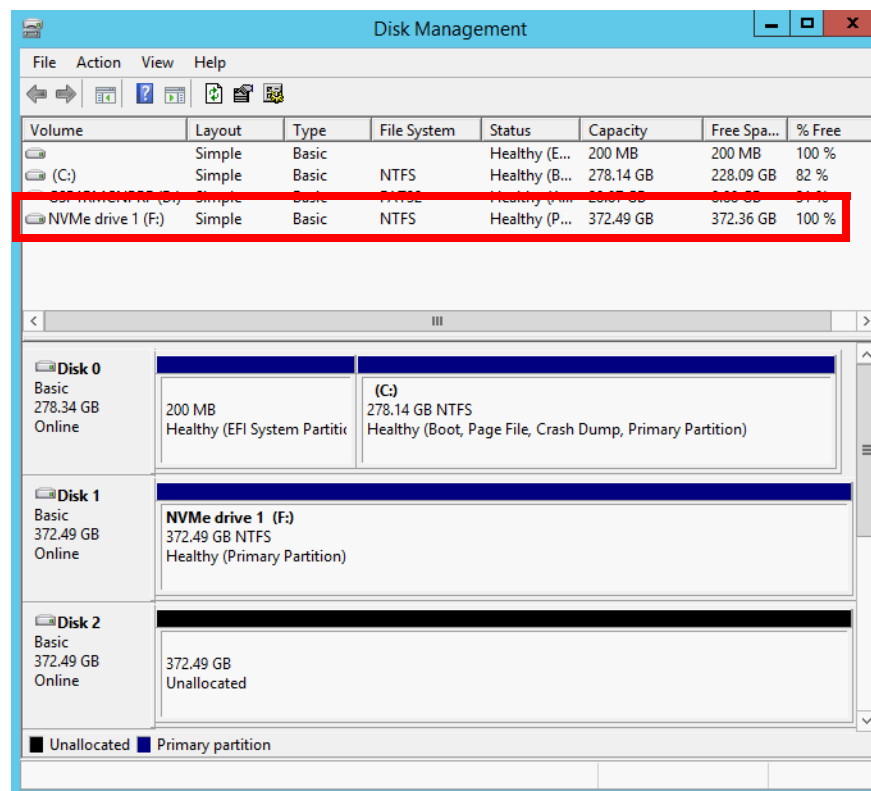 Disk Management
File Action View Help
Volume Layout Type File System Status Capacity Free Spa... % Free
Simple Basic Healthy (E... 200 MB 200 MB 100 %
(C:) Simple Basic NTFS Healthy (B... 278.14 GB 228.09 GB 82 %
(D:) Simple Basic FAT32
NVMe drive 1 (F:) Simple Basic NTFS Healthy (P... 372.49 GB 372.36 GB 100 %
Disk 0
Basic
278.34 GB
Online
200 MB
Healthy (EFI System Partitic
(C:)
278.14 GB NTFS
Healthy (Boot, Page File, Crash Dump, Primary Partition)
Disk 1
Basic
372.49 GB
Online
NVMe drive 1 (F:)
372.49 GB NTFS
Healthy (Primary Partition)
Disk 2
Basic
372.49 GB
Online
372.49 GB
Unallocated
Unallocated Primary partition